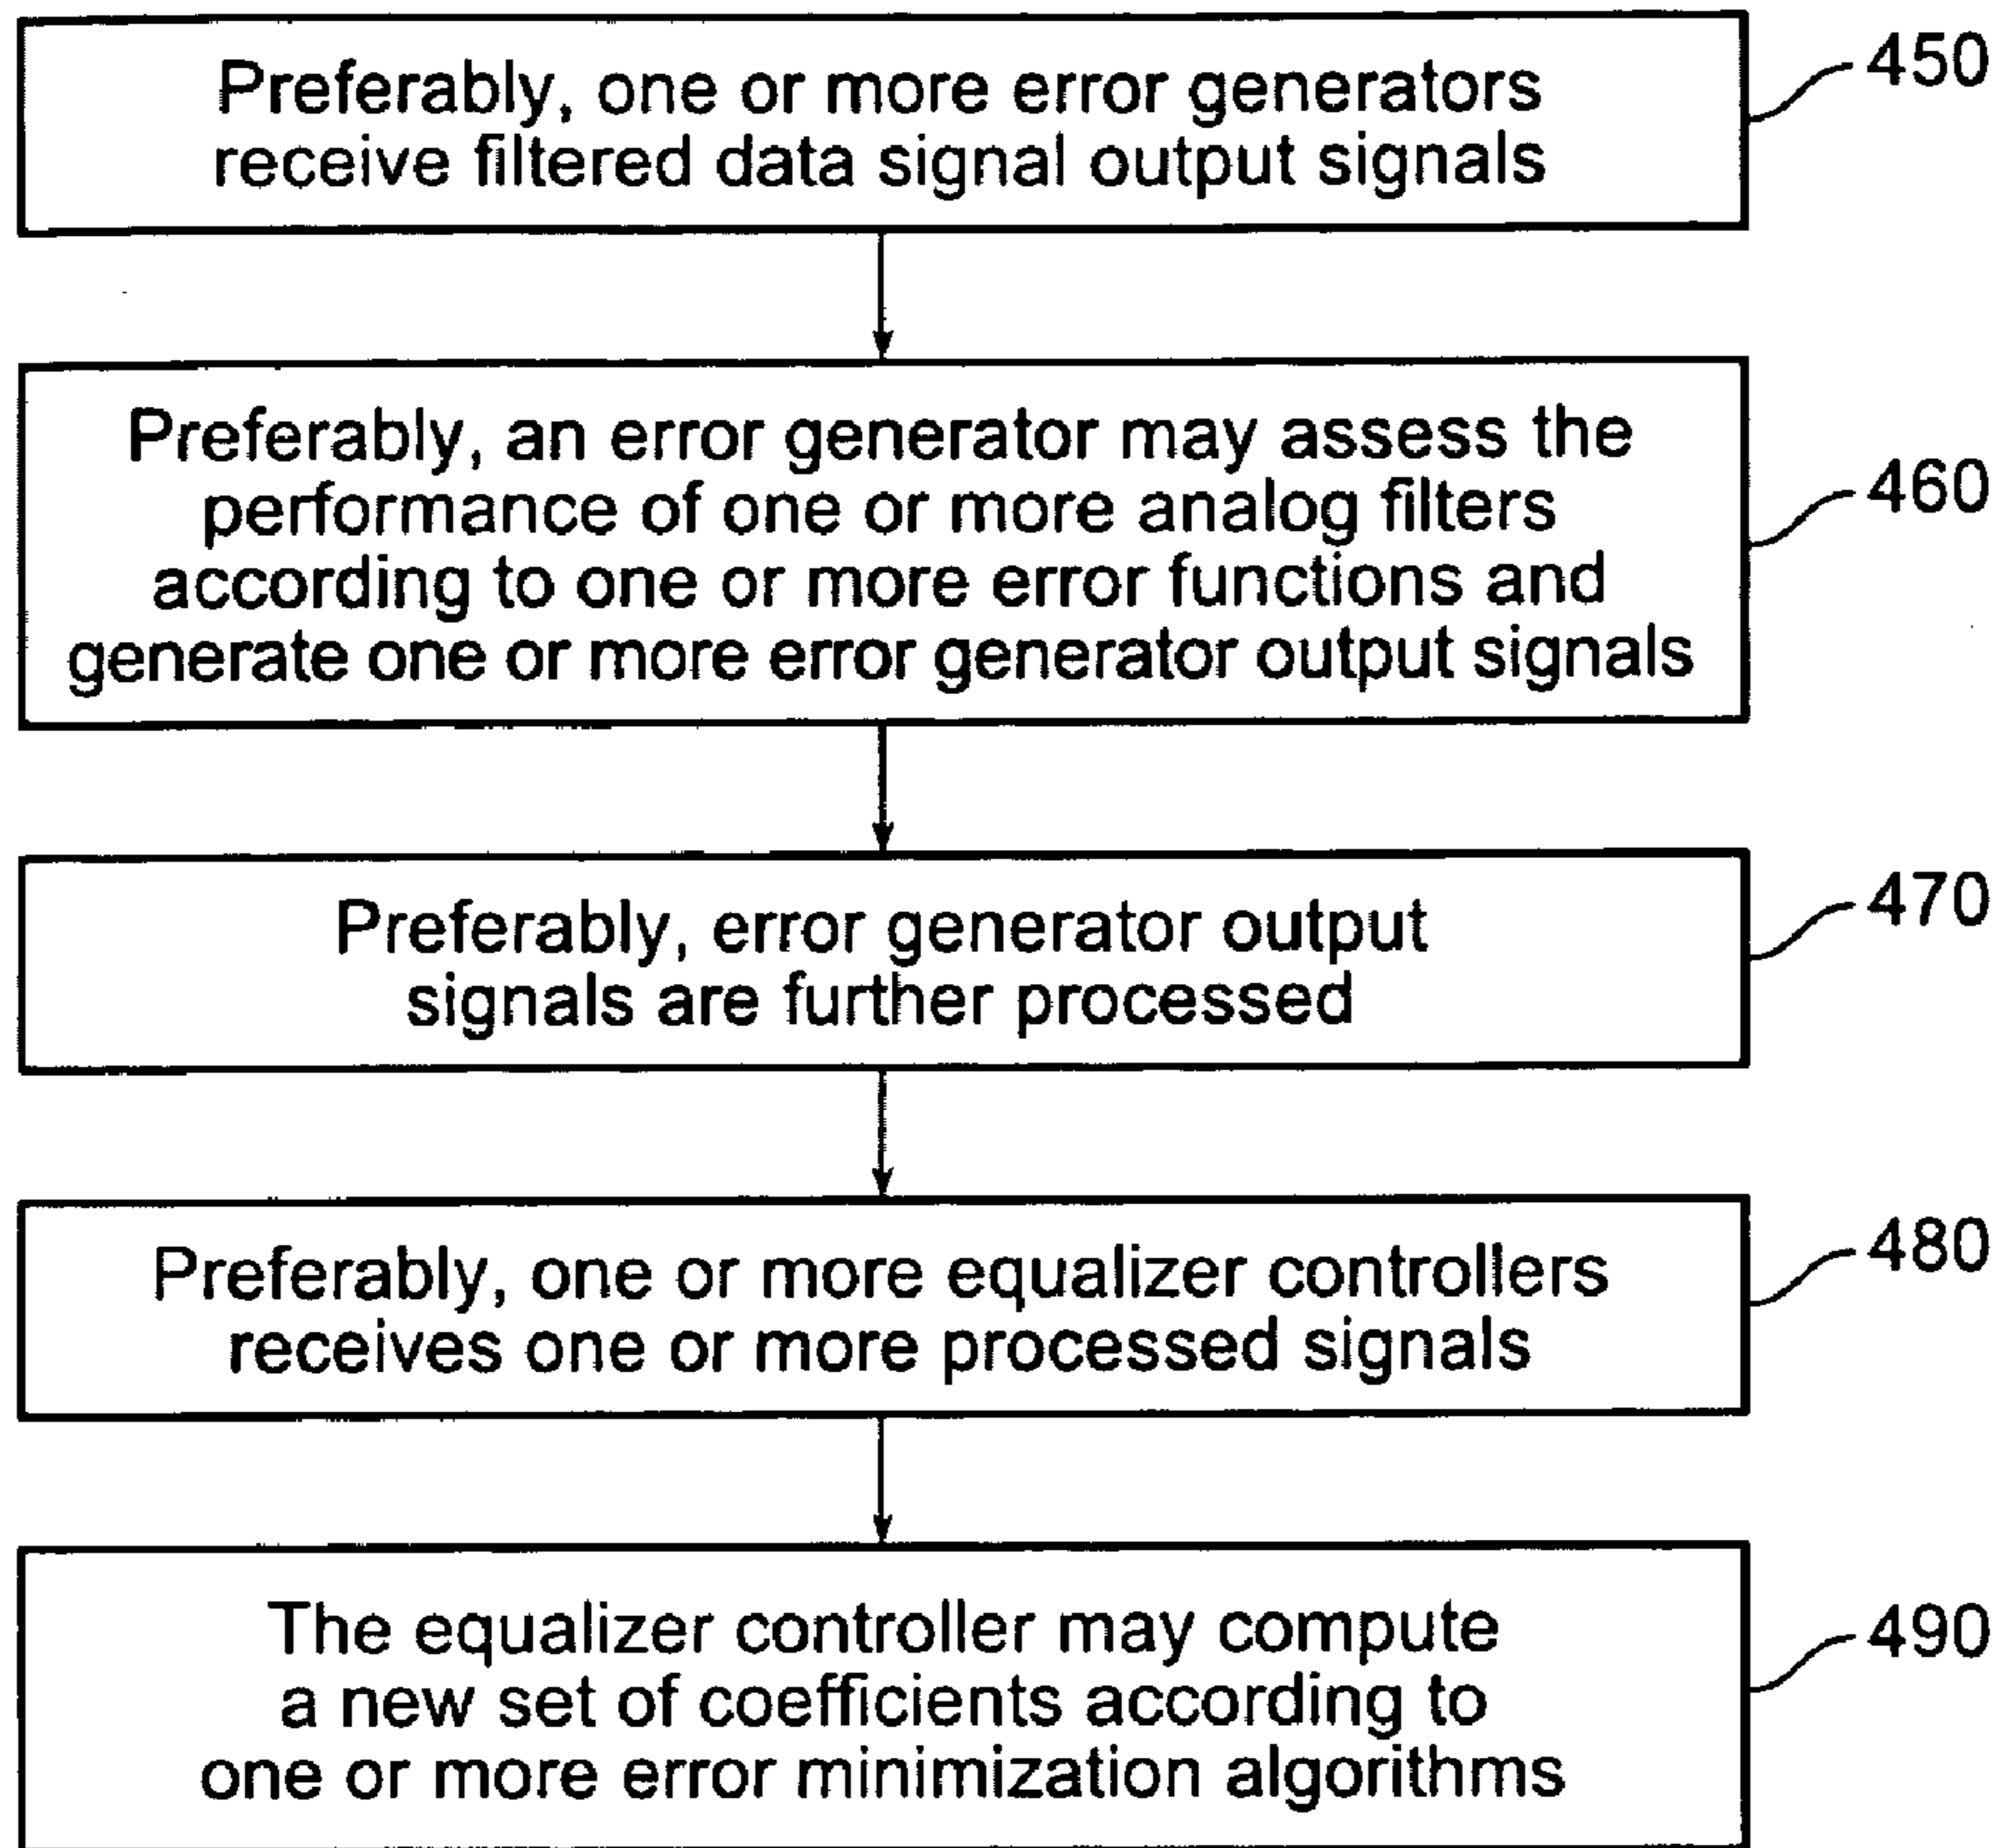 Preferably, one or more error generators
receive filtered data signal output signals
450
Preferably, an error generator may assess the
performance of one or more analog filters
according to one or more error functions and
generate one or more error generator output signals
460
Preferably, error generator output
signals are further processed
470
Preferably, one or more equalizer controllers
receives one or more processed signals
480
The equalizer controller may compute
a new set of coefficients according to
one or more error minimization algorithms
490